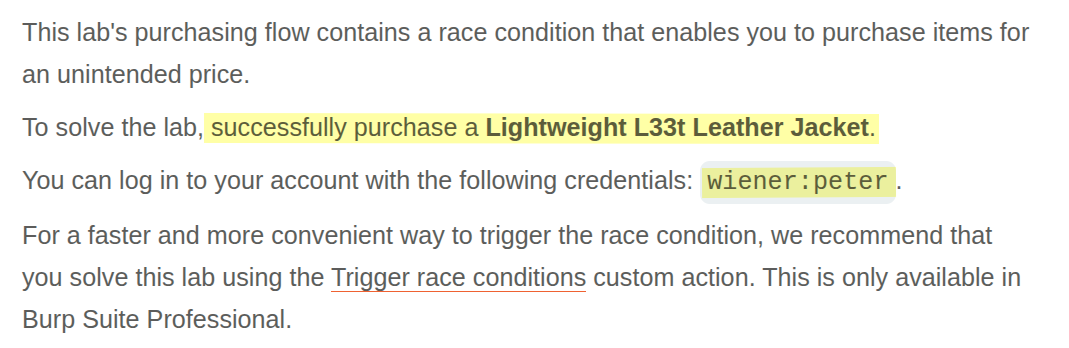 This lab's purchasing flow contains a race condition that enables you to purchase items for
an unintended price.
To solve the lab, successfully purchase a Lightweight L33t Leather Jacket.
You can log in to your account with the following credentials: wiener:peter.
For a faster and more convenient way to trigger the race condition, we recommend that
you solve this lab using the Trigger race conditions custom action. This is only available in
Burp Suite Professional.